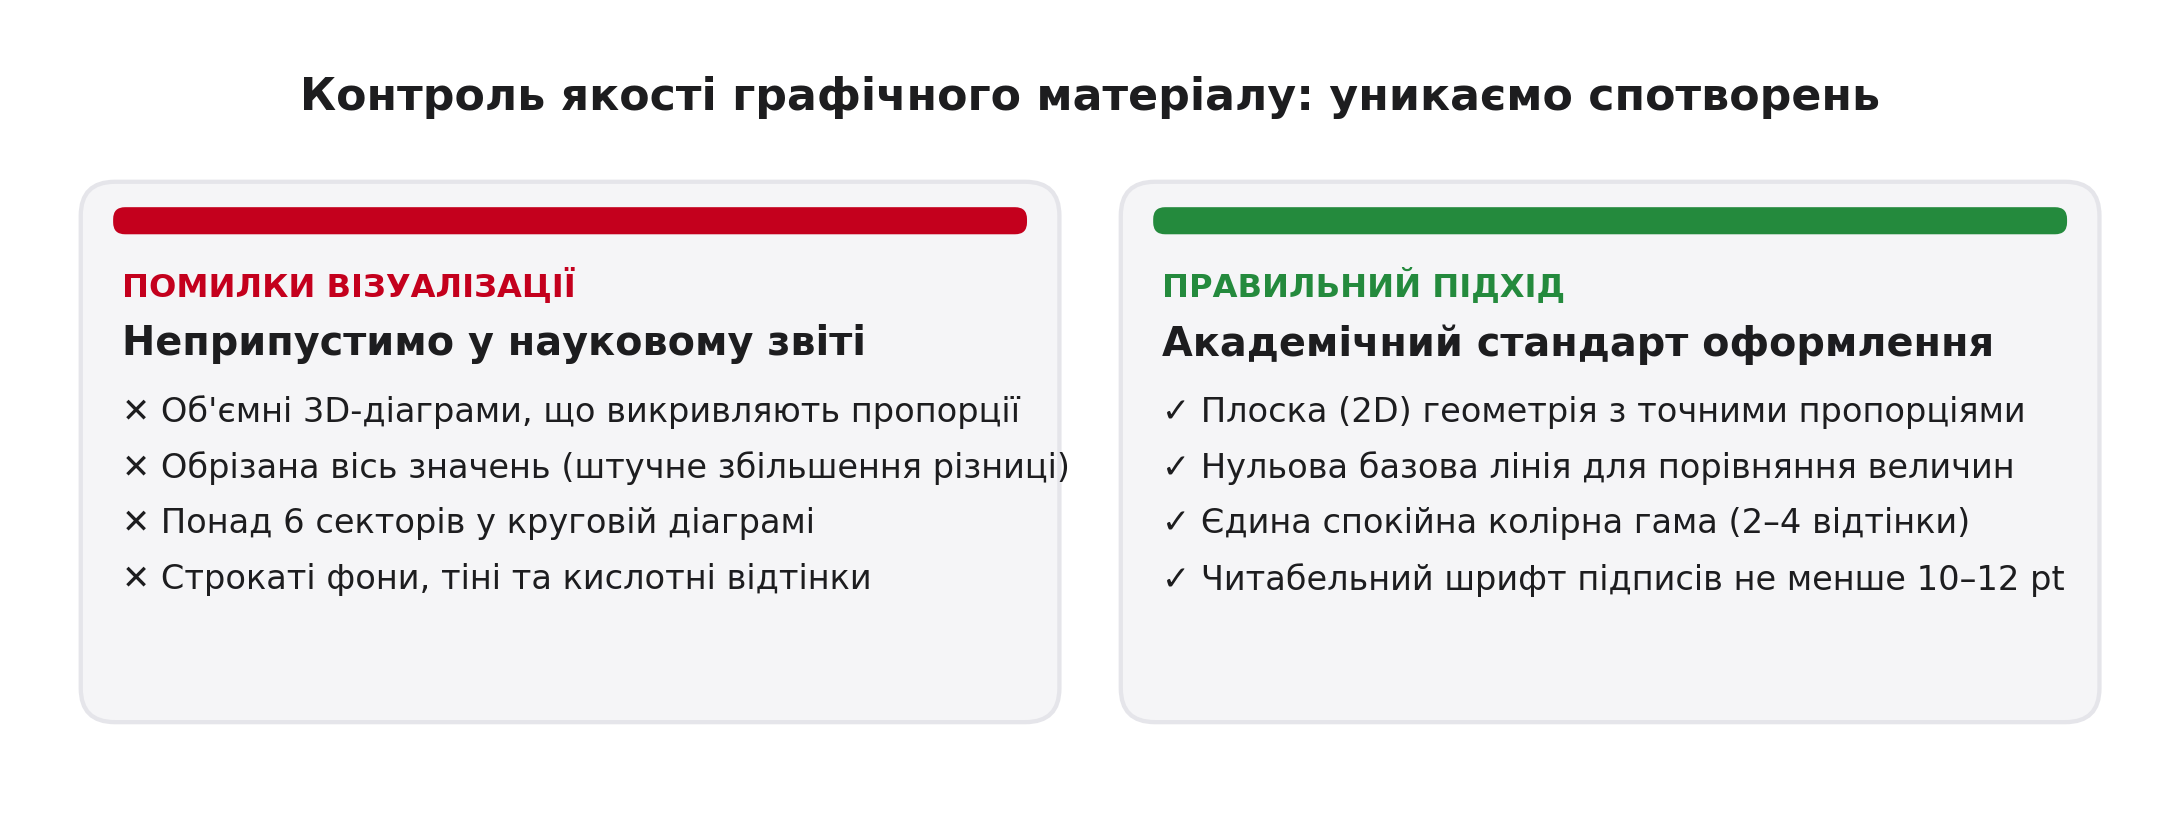 Контроль якості графічного матеріалу: уникаємо спотворень
ПОМИЛКИ ВІЗУАЛІЗАЦІЇ
Неприпустимо у науковому звіті
✕ Об'ємні 3D-діаграми, що викривляють пропорції
✕ Обрізана вісь значень (штучне збільшення різниці)
✕ Понад 6 секторів у круговій діаграмі
✕ Строкаті фони, тіні та кислотні відтінки
ПРАВИЛЬНИЙ ПІДХІД
Академічний стандарт оформлення
✓ Плоска (2D) геометрія з точними пропорціями
✓ Нульова базова лінія для порівняння величин
✓ Єдина спокійна колірна гама (2–4 відтінки)
✓ Читабельний шрифт підписів не менше 10–12 pt